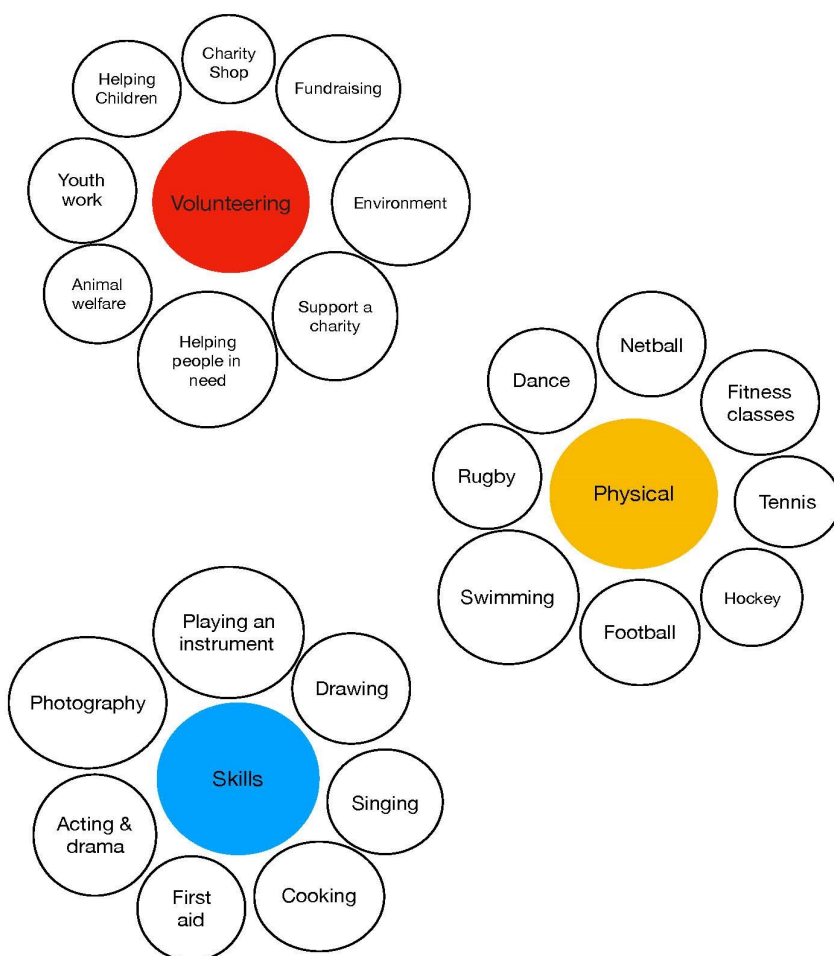 Charity
Shop
Helping
Children
Fundraising
Youth
work
Volunteering
Environment
Animal
welfare
Support a
charity
Helping
people in
need
Netball
Dance
Fitness
classes
Rugby
Physical
Tennis
Swimming
Hockey
Football
Playing an
instrument
Photography
Drawing
Skills
Singing
Acting &
drama
First
aid
Cooking